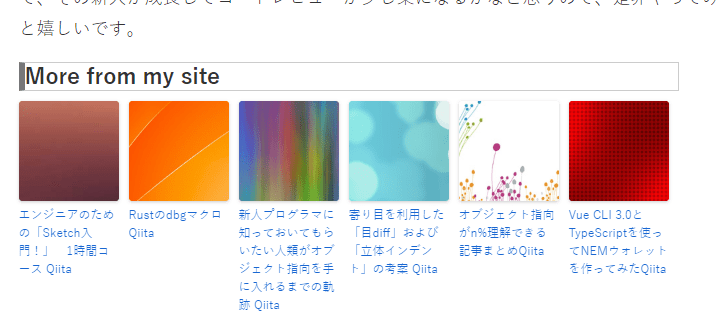 と嬉しいです。
More from my site
エンジニアのため
の「Sketch入
門！」　1時間コ
ース Qiita
Rustのdbgマクロ
Qiita
新人プログラマに
知っておいてもら
いたい人類がオブ
ジェクト指向を手
に入れるまでの軌
跡 Qiita
寄り目を利用した
「目diff」および
「立体インデン
ト」の考案 Qiita
オブジェクト指向
がn%理解できる
記事まとめQiita
Vue CLI 3.0と
TypeScriptを使っ
てNEMウォレット
を作ってみたQiita